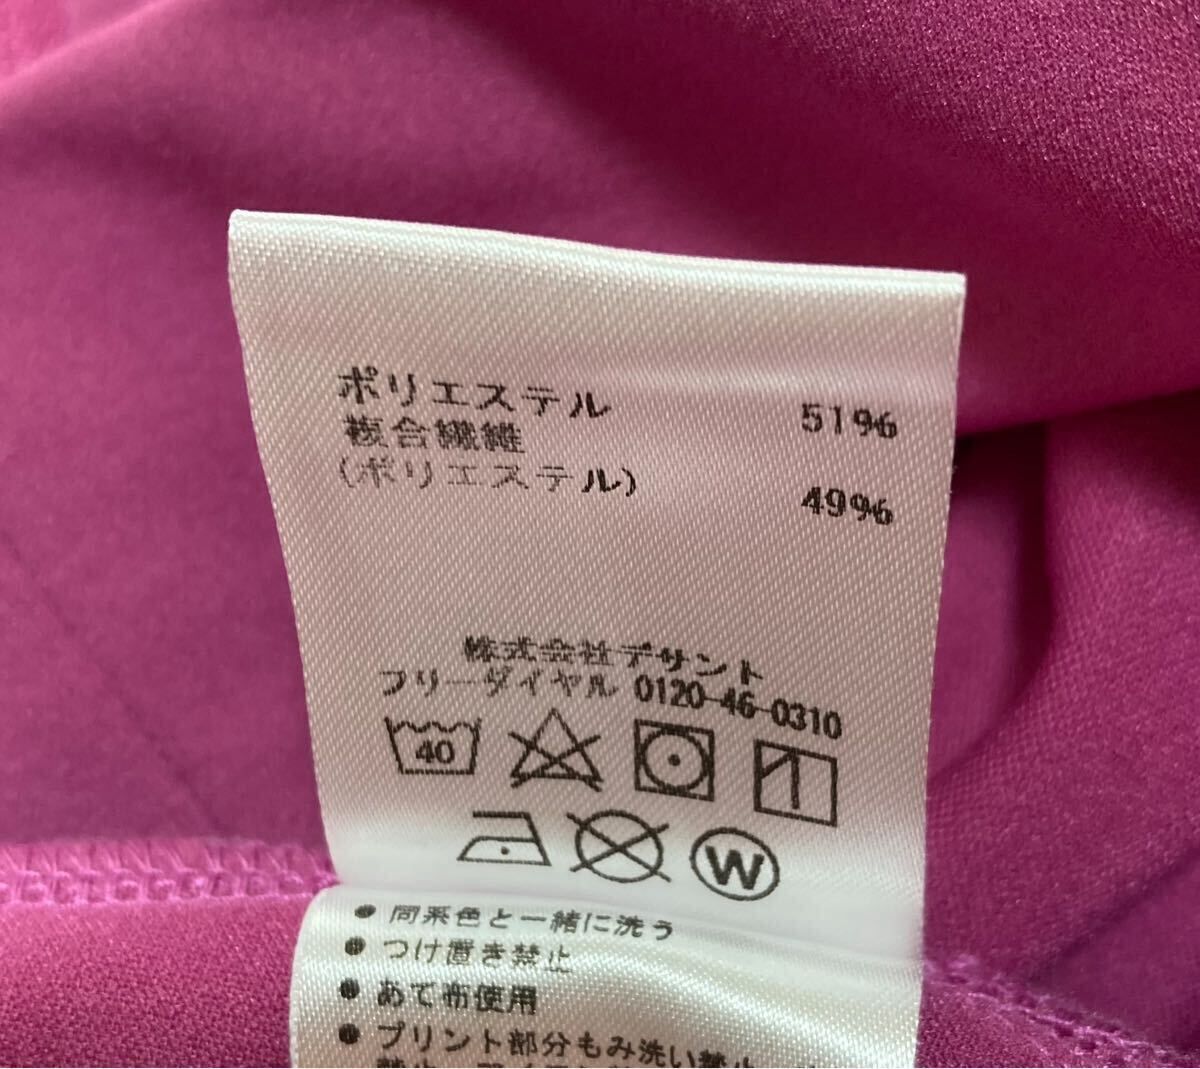 ポリエステル 51%
複合繊維
(ポリエステル) 49%
株式会社デサント
フリーダイヤル 0120-46-0310
40
W
● 同系色と一緒に洗う
● つけ置き禁止
● あて布使用
● プリント部分もみ洗い禁止